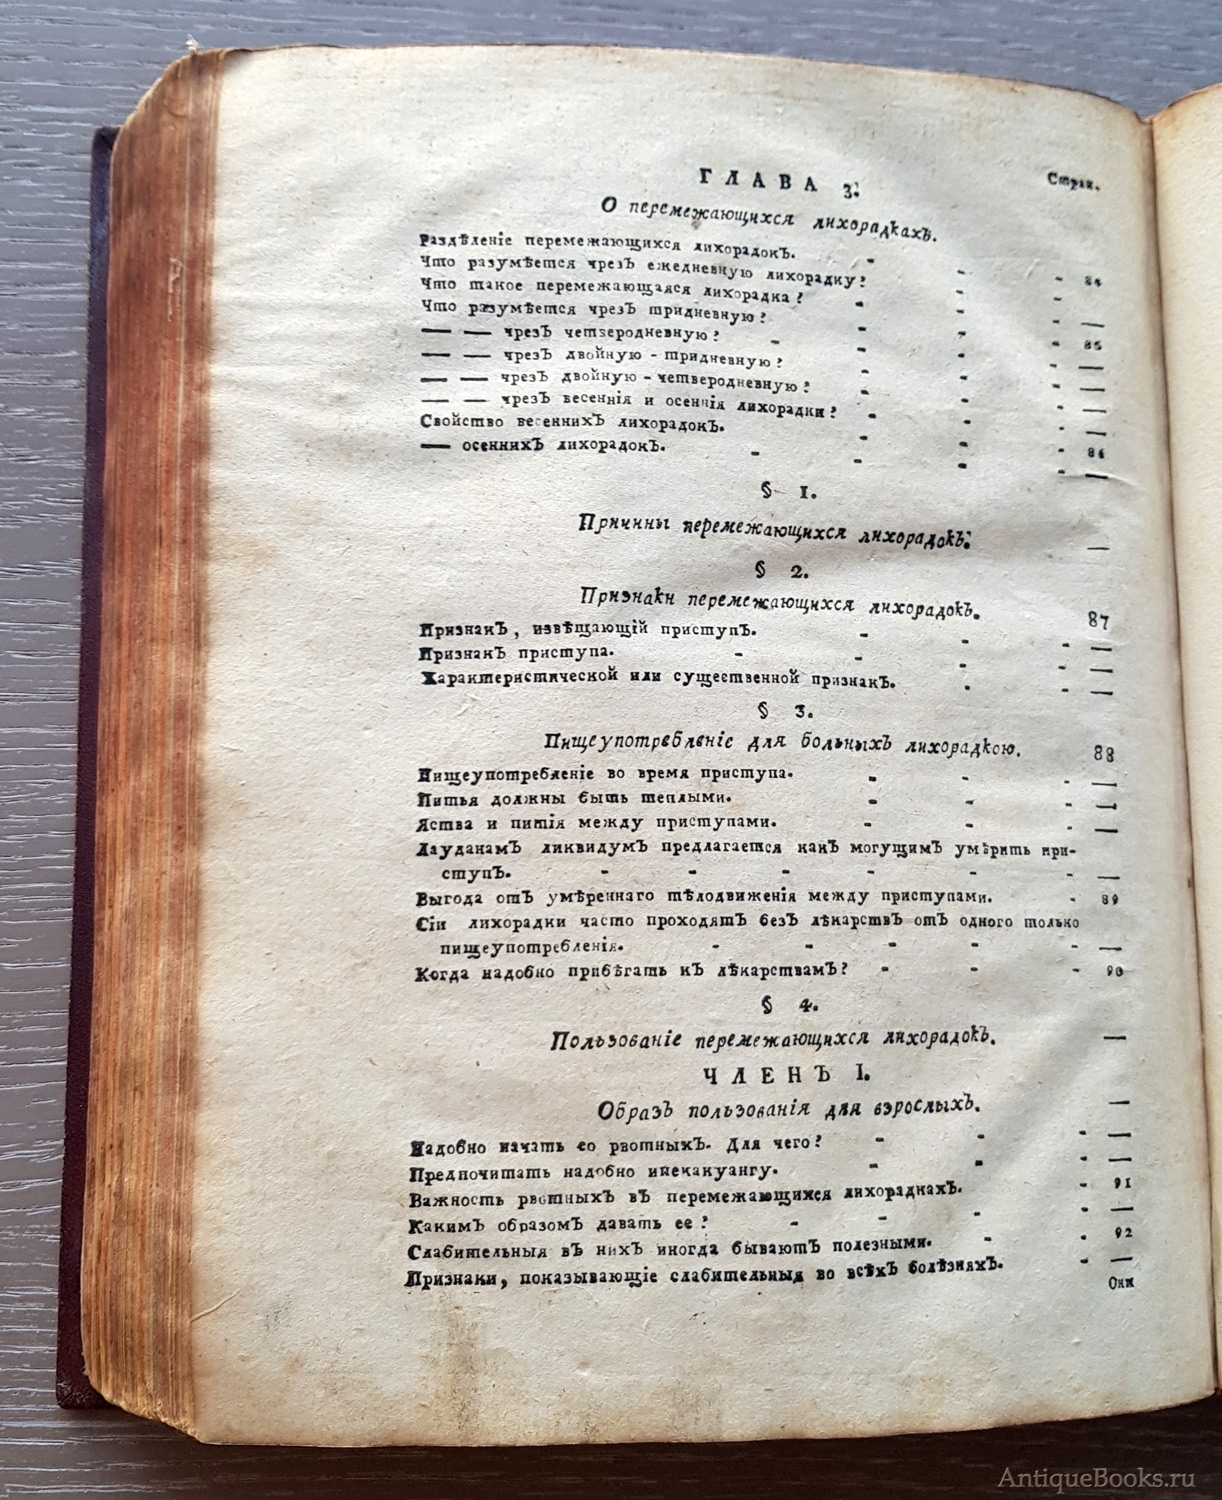 ГЛАВА 3. Стран.
О перемежающихся лихорадкахъ.
Раздѣленіе перемежающихся лихорадокъ. - - - 84
Что разумѣется чрезъ ежедневную лихорадку? - - - —
Что такое перемежающаяся лихорадка? - - - 85
Что разумѣется чрезъ тридневную? - - - —
— — чрезъ четверодневную? - - - —
— — чрезъ двойную - тридневную? - - - —
— — чрезъ двойную - четверодневную? - - - —
— — чрезъ весеннія и осеннія лихорадки? - - - —
Свойство весеннихъ лихорадокъ. - - - 86
— осеннихъ лихорадокъ. - - - - —
§ 1.
Причины перемежающихся лихорадокъ. —
§ 2.
Признаки перемежающихся лихорадокъ. 87
Признакъ, извѣщающій приступъ. - - - —
Признакъ приступа. - - - - —
Характеристической или существенной признакъ. - - —
§ 3.
Пищеупотребленіе для больныхъ лихорадкою. 88
Пищеупотребленіе во время приступа. - - - —
Питья должны быть теплыми. - - - —
Яства и питія между приступами. - - - —
Лауданамъ ликвидумъ предлагается какъ могущимъ умѣрить при-
ступъ. - - - - - - —
Выгода отъ умѣреннаго тѣлодвиженія между приступами. - 89
Сіи лихорадки часто проходятъ безъ лѣкарствъ отъ одного только
пищеупотребленія. - - - - - —
Когда надобно прибѣгать къ лѣкарствамъ? - - - 90
§ 4.
Пользованіе перемежающихся лихорадокъ. —
ЧЛЕНЪ I.
Образъ пользованія для взрослыхъ. —
Надобно начать со рвотныхъ. Для чего? - - - —
Предпочитать надобно ипекакуангу. - - - —
Важность рвотныхъ въ перемежающихся лихорадкахъ. - 91
Какимъ образомъ давать ее? - - - - —
Слабительныя въ нихъ иногда бываютъ полезными. - - 92
Признаки, показывающіе слабительныя во всѣхъ болѣзняхъ. - —
Они
AntiqueBooks.ru